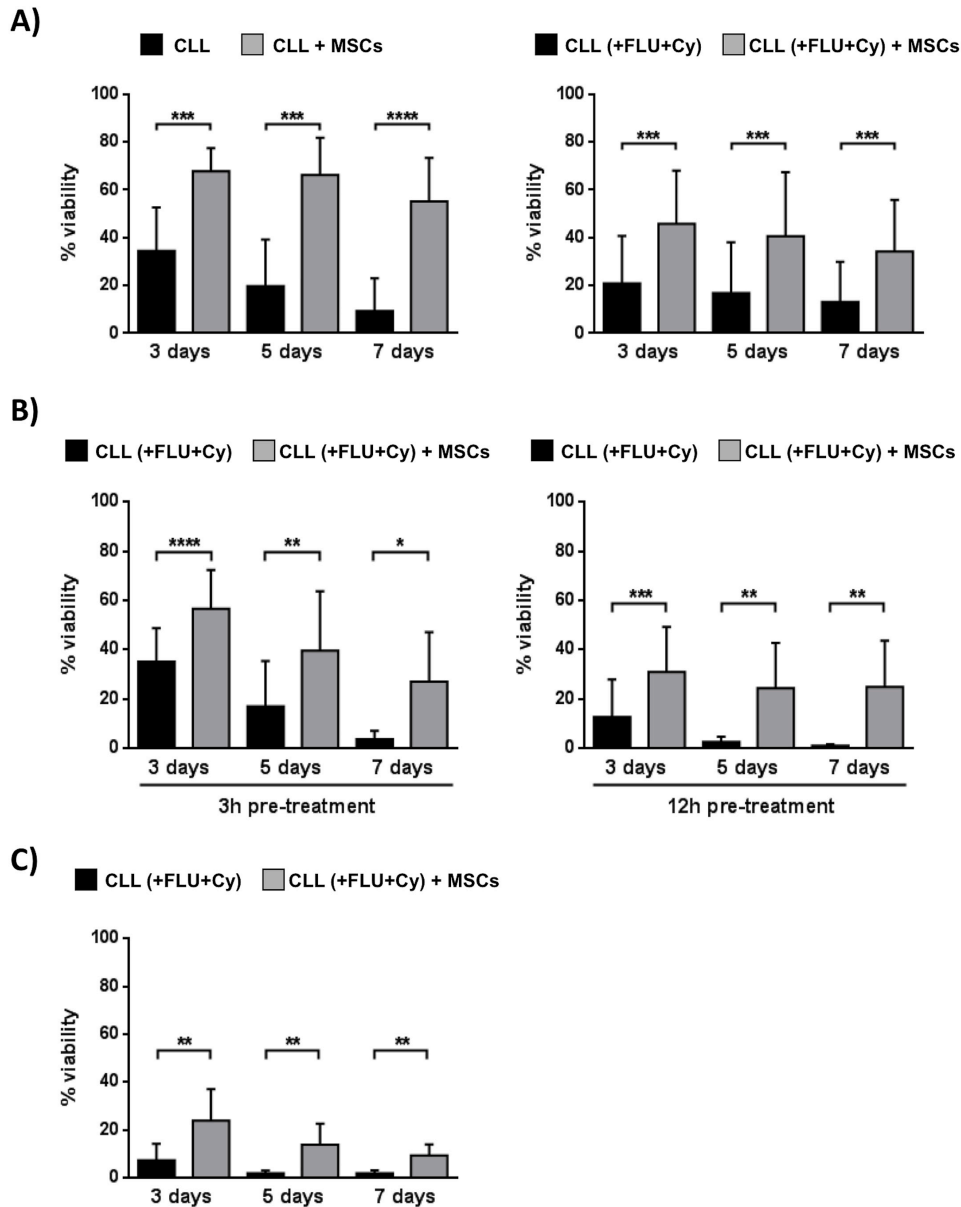 A)
CLL CLL + MSCs
% viability
100
80
60
40
20
0
*** *** ****
3 days 5 days 7 days
CLL (+FLU+Cy) CLL (+FLU+Cy) + MSCs
% viability
100
80
60
40
20
0
*** *** ***
3 days 5 days 7 days
B)
CLL (+FLU+Cy) CLL (+FLU+Cy) + MSCs
% viability
100
80
60
40
20
0
**** ** *
3 days 5 days 7 days
3h pre-treatment
CLL (+FLU+Cy) CLL (+FLU+Cy) + MSCs
% viability
100
80
60
40
20
0
*** ** **
3 days 5 days 7 days
12h pre-treatment
C)
CLL (+FLU+Cy) CLL (+FLU+Cy) + MSCs
% viability
100
80
60
40
20
0
** ** **
3 days 5 days 7 days